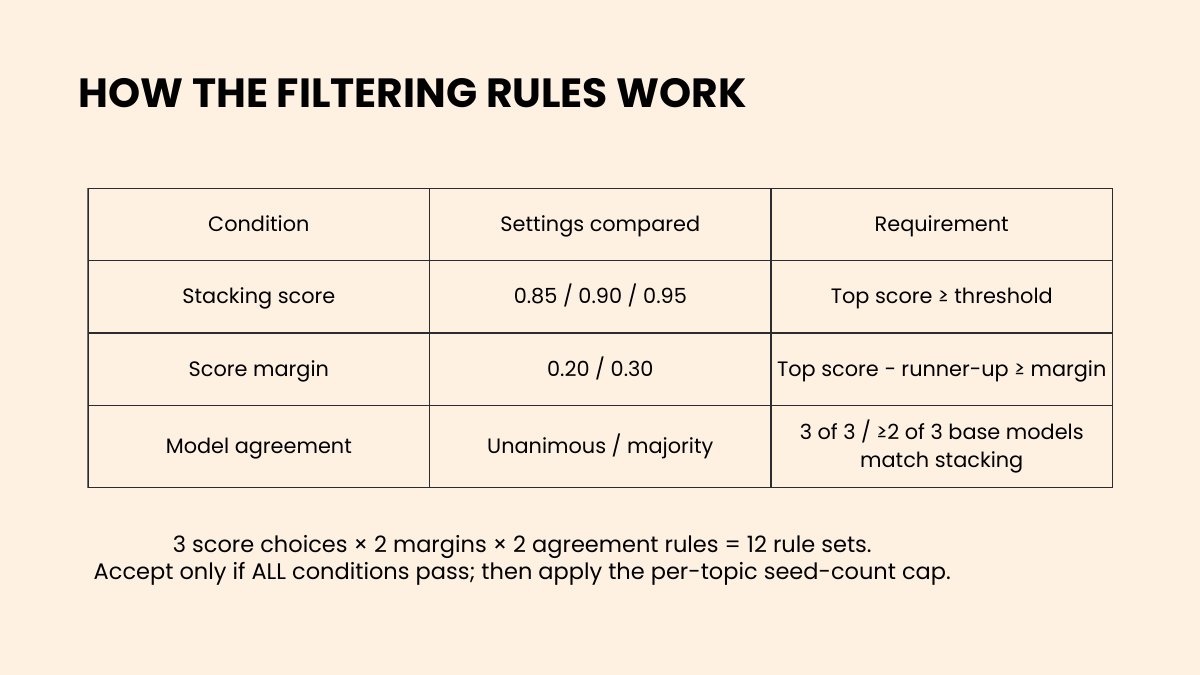 HOW THE FILTERING RULES WORK
Condition
Settings compared
Requirement
Stacking score
0.85 / 0.90 / 0.95
Top score ≥ threshold
Score margin
0.20 / 0.30
Top score - runner-up ≥ margin
Model agreement
Unanimous / majority
3 of 3 / ≥2 of 3 base models
match stacking
3 score choices × 2 margins × 2 agreement rules = 12 rule sets.
Accept only if ALL conditions pass; then apply the per-topic seed-count cap.